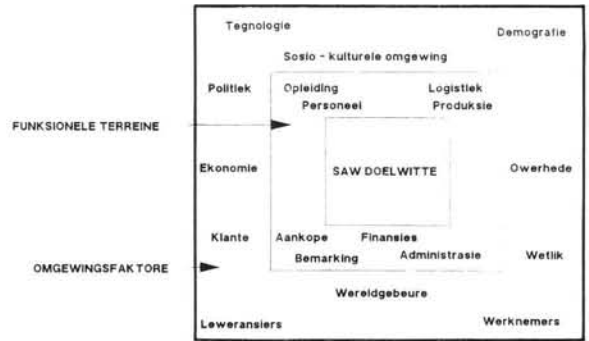 Tegnologie
Demografie
Sosio - kulturele omgewing
Politiek
Opleiding
Logistiek
Personeel
Produksie
FUNKSIONELE TERREINE
Ekonomie
SAW DOELWITTE
Owerhede
Klante
Aankope
Finansies
Bemarking
Administrasie
Wetlik
OMGEWINGSFAKTORE
Wereldgebeure
Leweransiers
Werknemers